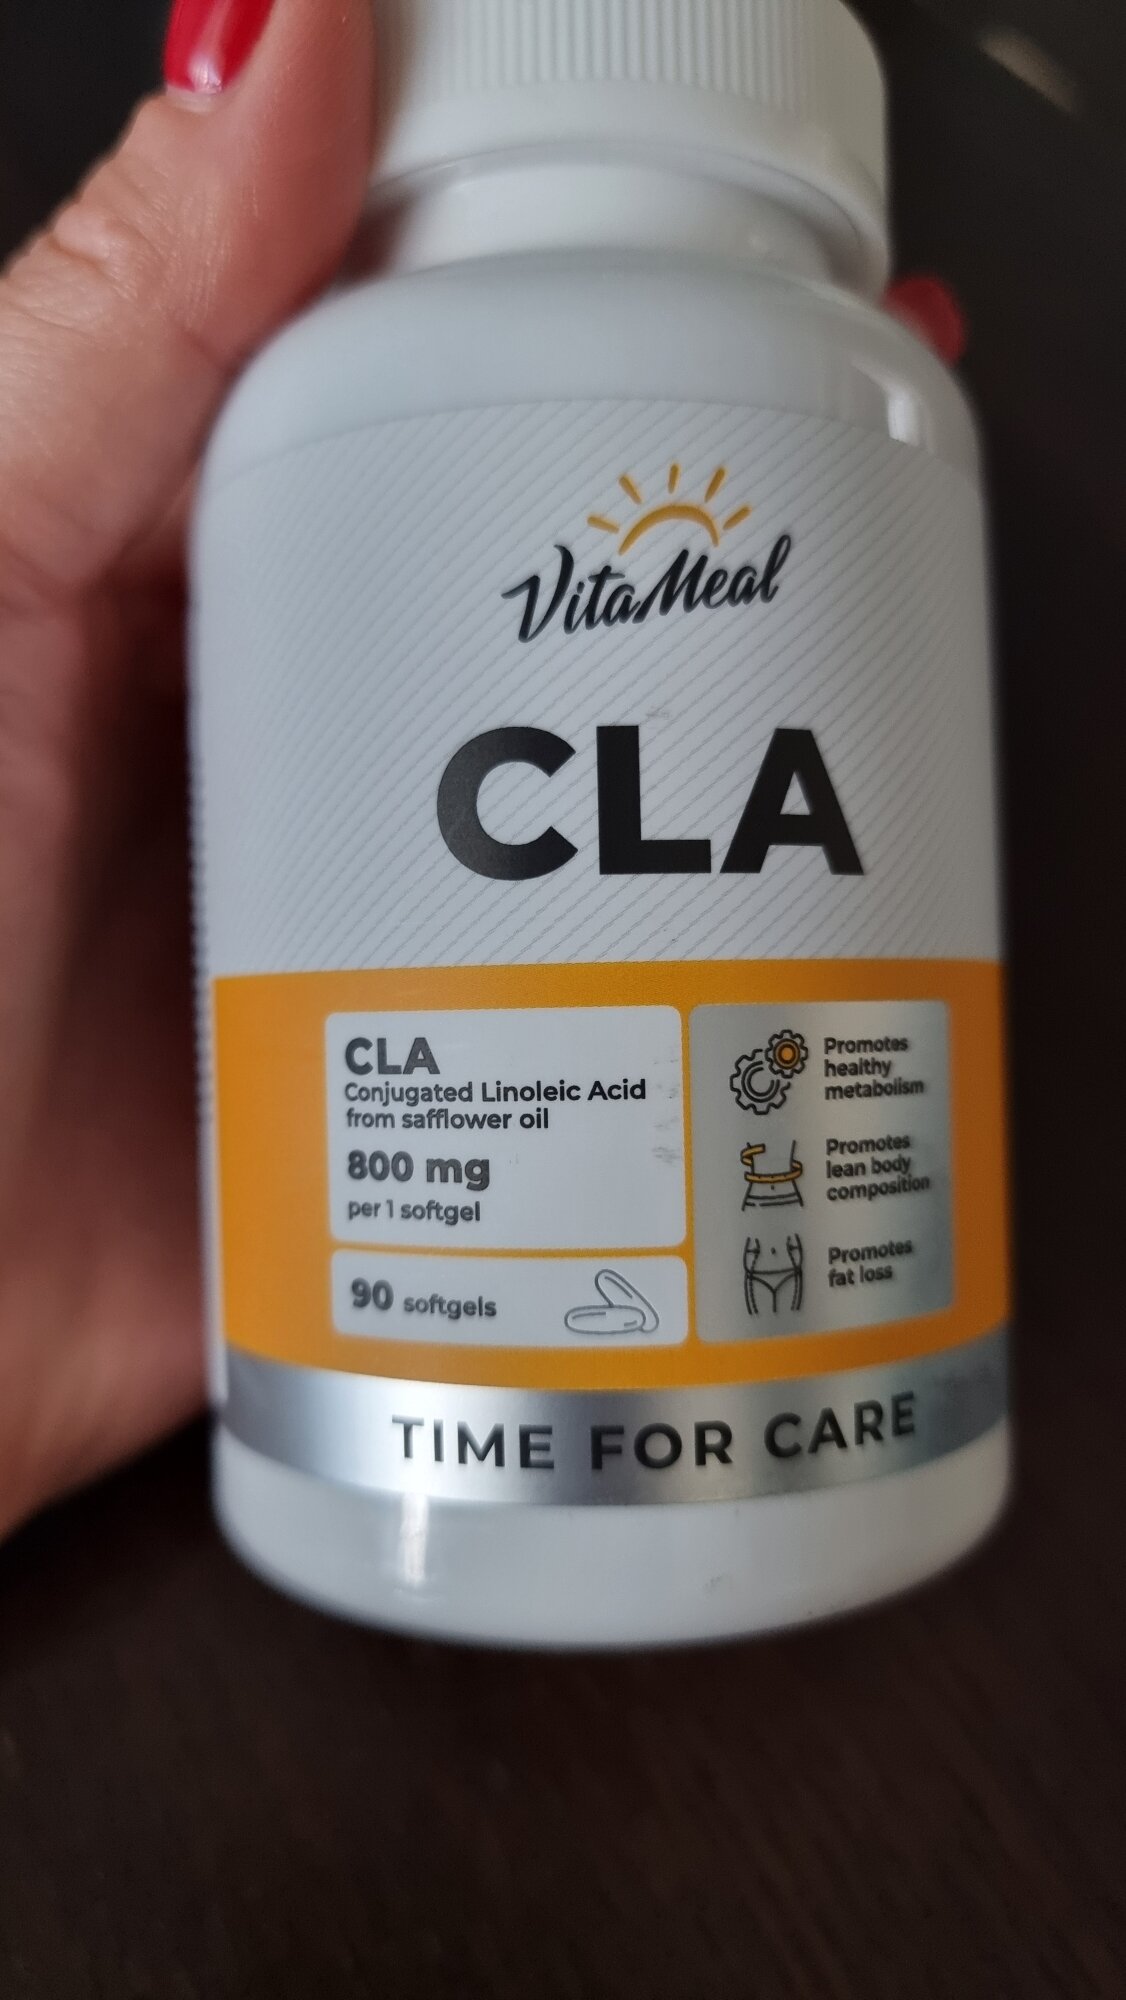 VitaMeal
CLA
CLA
Conjugated Linoleic Acid
from safflower oil
800 mg
per 1 softgel
90 softgels
Promotes
healthy
metabolism
Promotes
lean body
composition
Promotes
fat loss
TIME FOR CARE